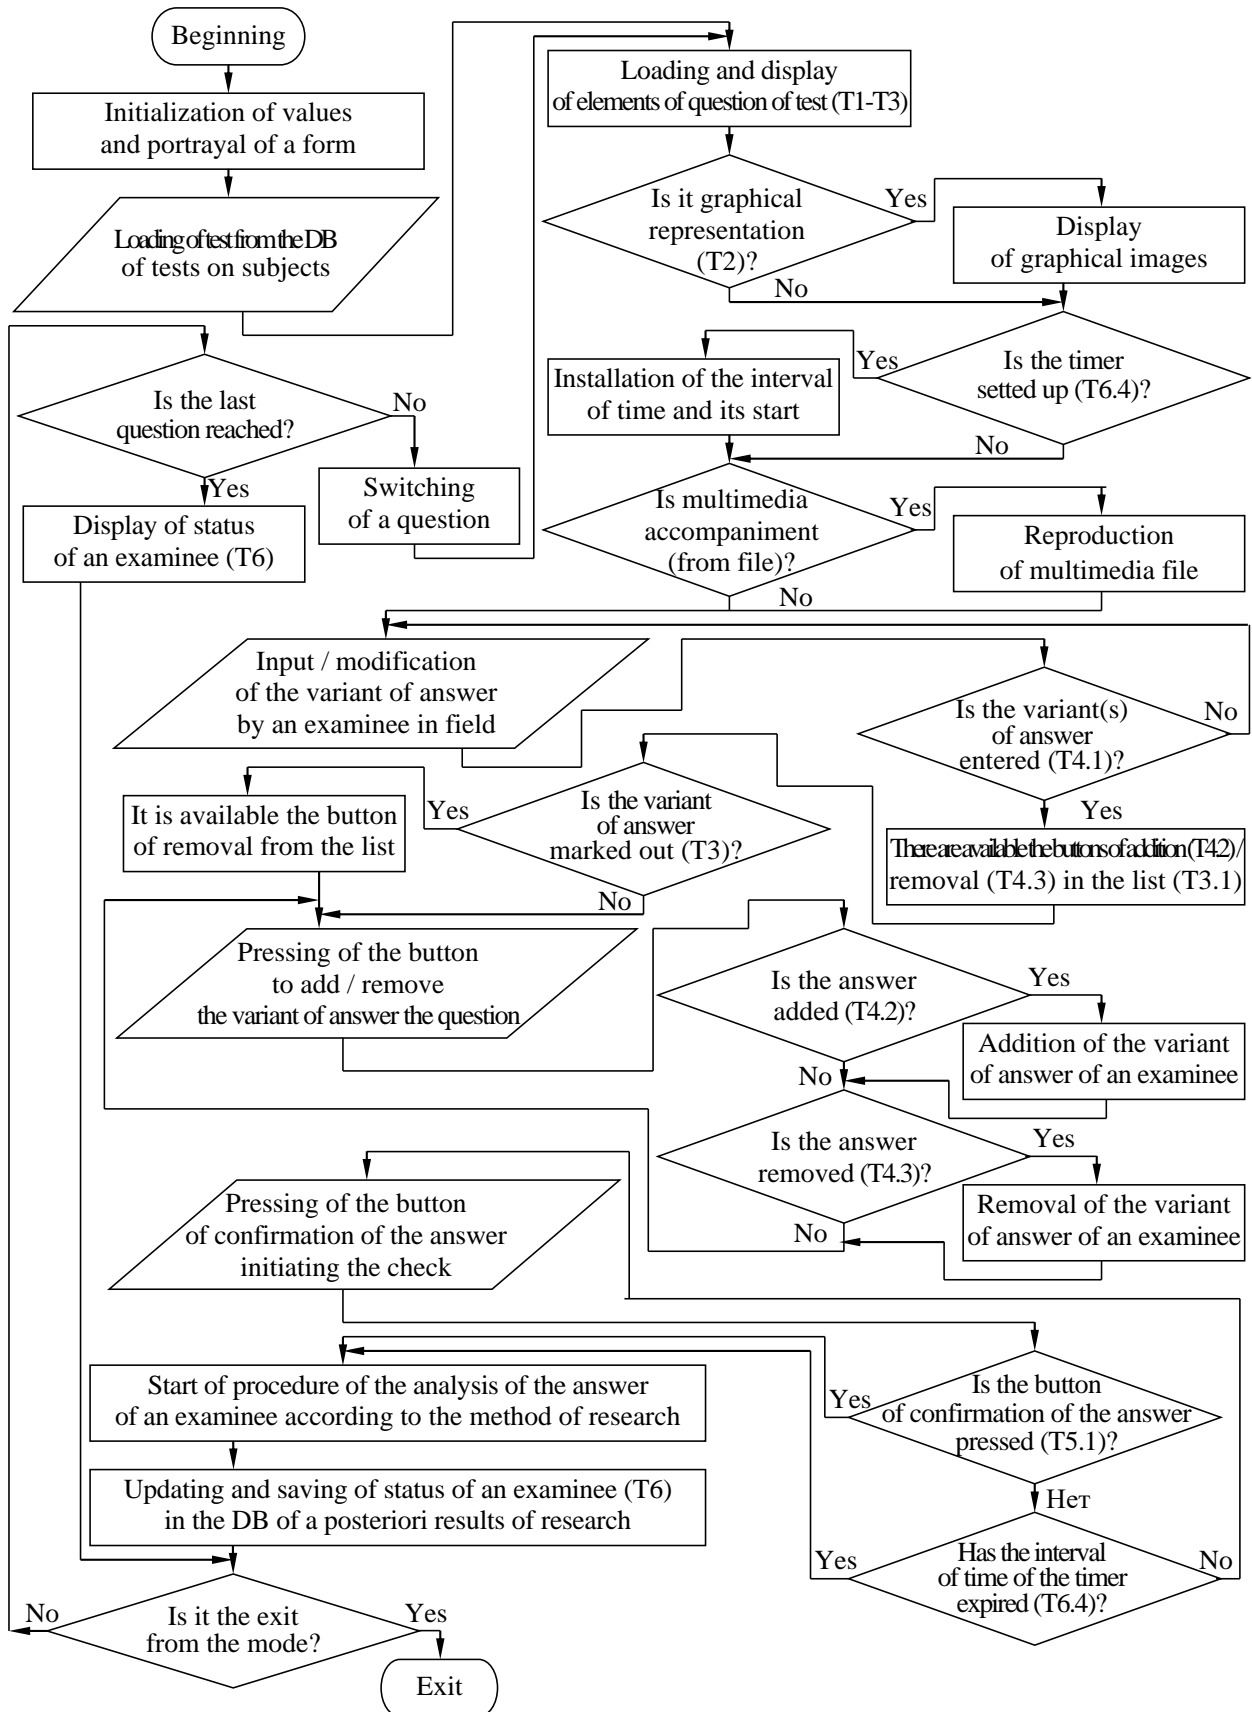 Beginning
Initialization of values
and portrayal of a form
Loading of test from the DB
of tests on subjects
Is the last
question reached?
No
Yes
Switching
of a question
Display of status
of an examinee (T6)
Loading and display
of elements of question of test (T1-T3)
Is it graphical
representation
(T2)?
Yes
Display
of graphical images
No
Is the timer
setted up (T6.4)?
Yes
Installation of the interval
of time and its start
No
Is multimedia
accompaniment
(from file)?
Yes
Reproduction
of multimedia file
No
Input / modification
of the variant of answer
by an examinee in field
Is the variant(s)
of answer
entered (T4.1)?
No
Yes
There are available the buttons of addition (T4.2) /
removal (T4.3) in the list (T3.1)
Is the variant
of answer
marked out (T3)?
Yes
It is available the button
of removal from the list
No
Pressing of the button
to add / remove
the variant of answer the question
Is the answer
added (T4.2)?
Yes
Addition of the variant
of answer of an examinee
No
Is the answer
removed (T4.3)?
Yes
Removal of the variant
of answer of an examinee
No
Pressing of the button
of confirmation of the answer
initiating the check
Is the button
of confirmation of the answer
pressed (T5.1)?
Yes
Нет
Start of procedure of the analysis of the answer
of an examinee according to the method of research
Updating and saving of status of an examinee (T6)
in the DB of a posteriori results of research
Has the interval
of time of the timer
expired (T6.4)?
Yes
No
Is it the exit
from the mode?
No
Yes
Exit